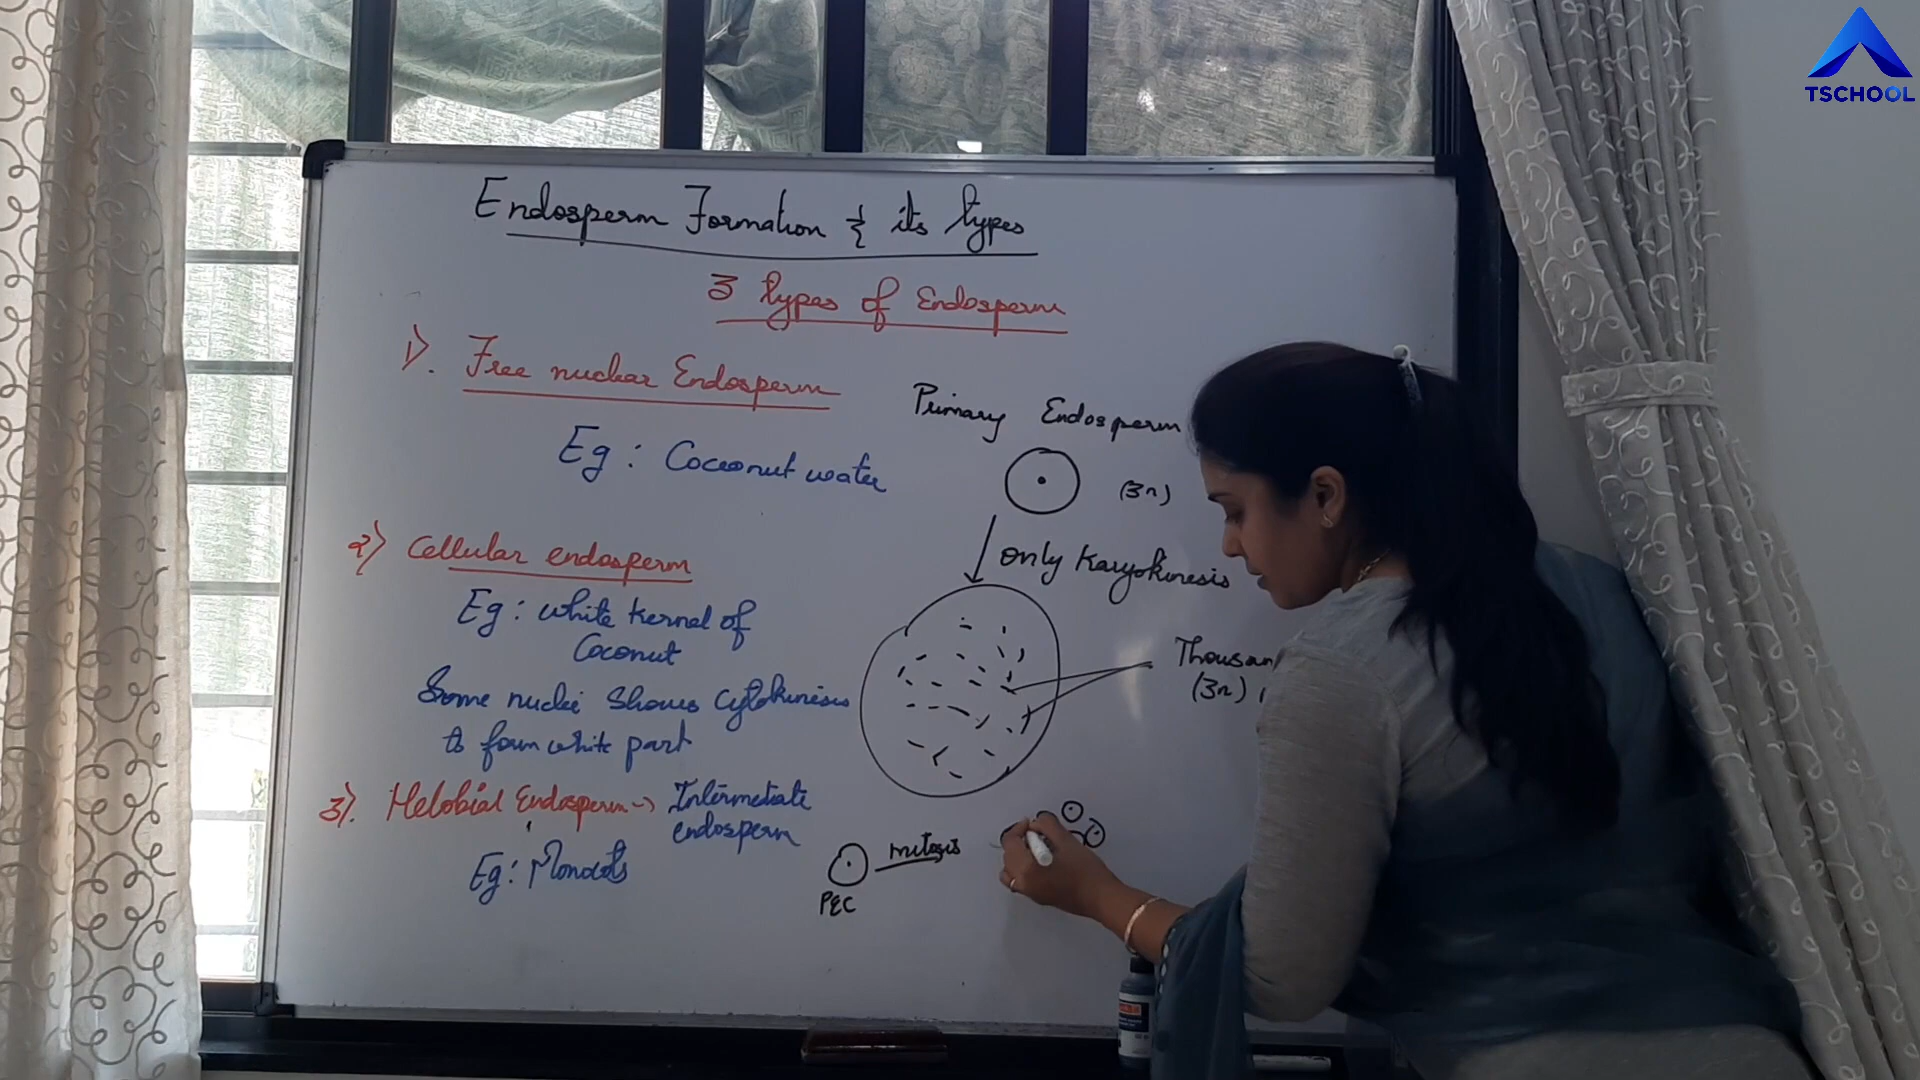 TSCHOOL
Endosperm Formation & its types
3 types of Endosperm
1). Free nuclear Endosperm
Eg : Coconut water
Primary Endosperm
(3n)
only Karyokinesis
2) Cellular endosperm
Eg : white kernel of
Coconut
Some nuclei shows cytokinesis
to form white part
Thousan
(3n)
3). Helobial Endosperm → Intermediate
endosperm
Eg : Monocots
mitosis
PEC